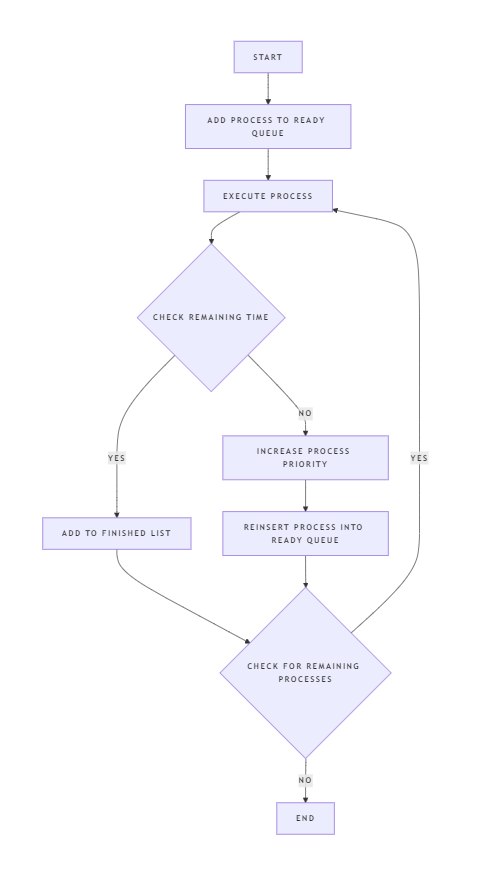 START
ADD PROCESS TO READY
QUEUE
EXECUTE PROCESS
CHECK REMAINING TIME
NO
INCREASE PROCESS
PRIORITY
YES
YES
REINSERT PROCESS INTO
READY QUEUE
ADD TO FINISHED LIST
CHECK FOR REMAINING
PROCESSES
NO
END